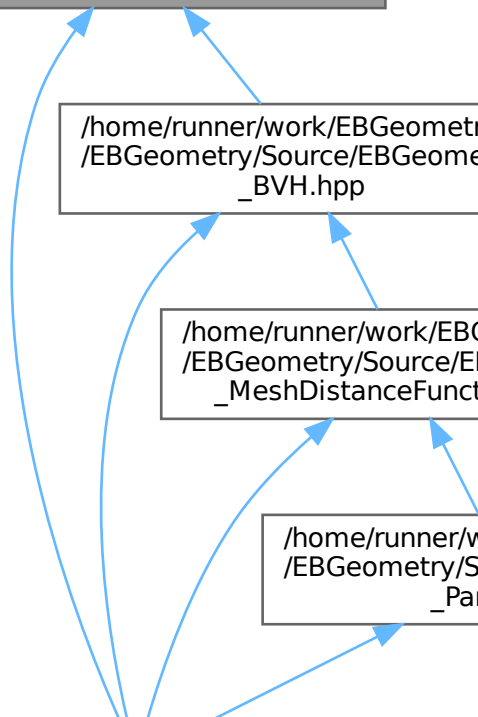 /home/runner/work/EBGeometr
/EBGeometry/Source/EBGeome
_BVH.hpp
/home/runner/work/EBG
/EBGeometry/Source/E
_MeshDistanceFunct
/home/runner/w
/EBGeometry/S
_Par